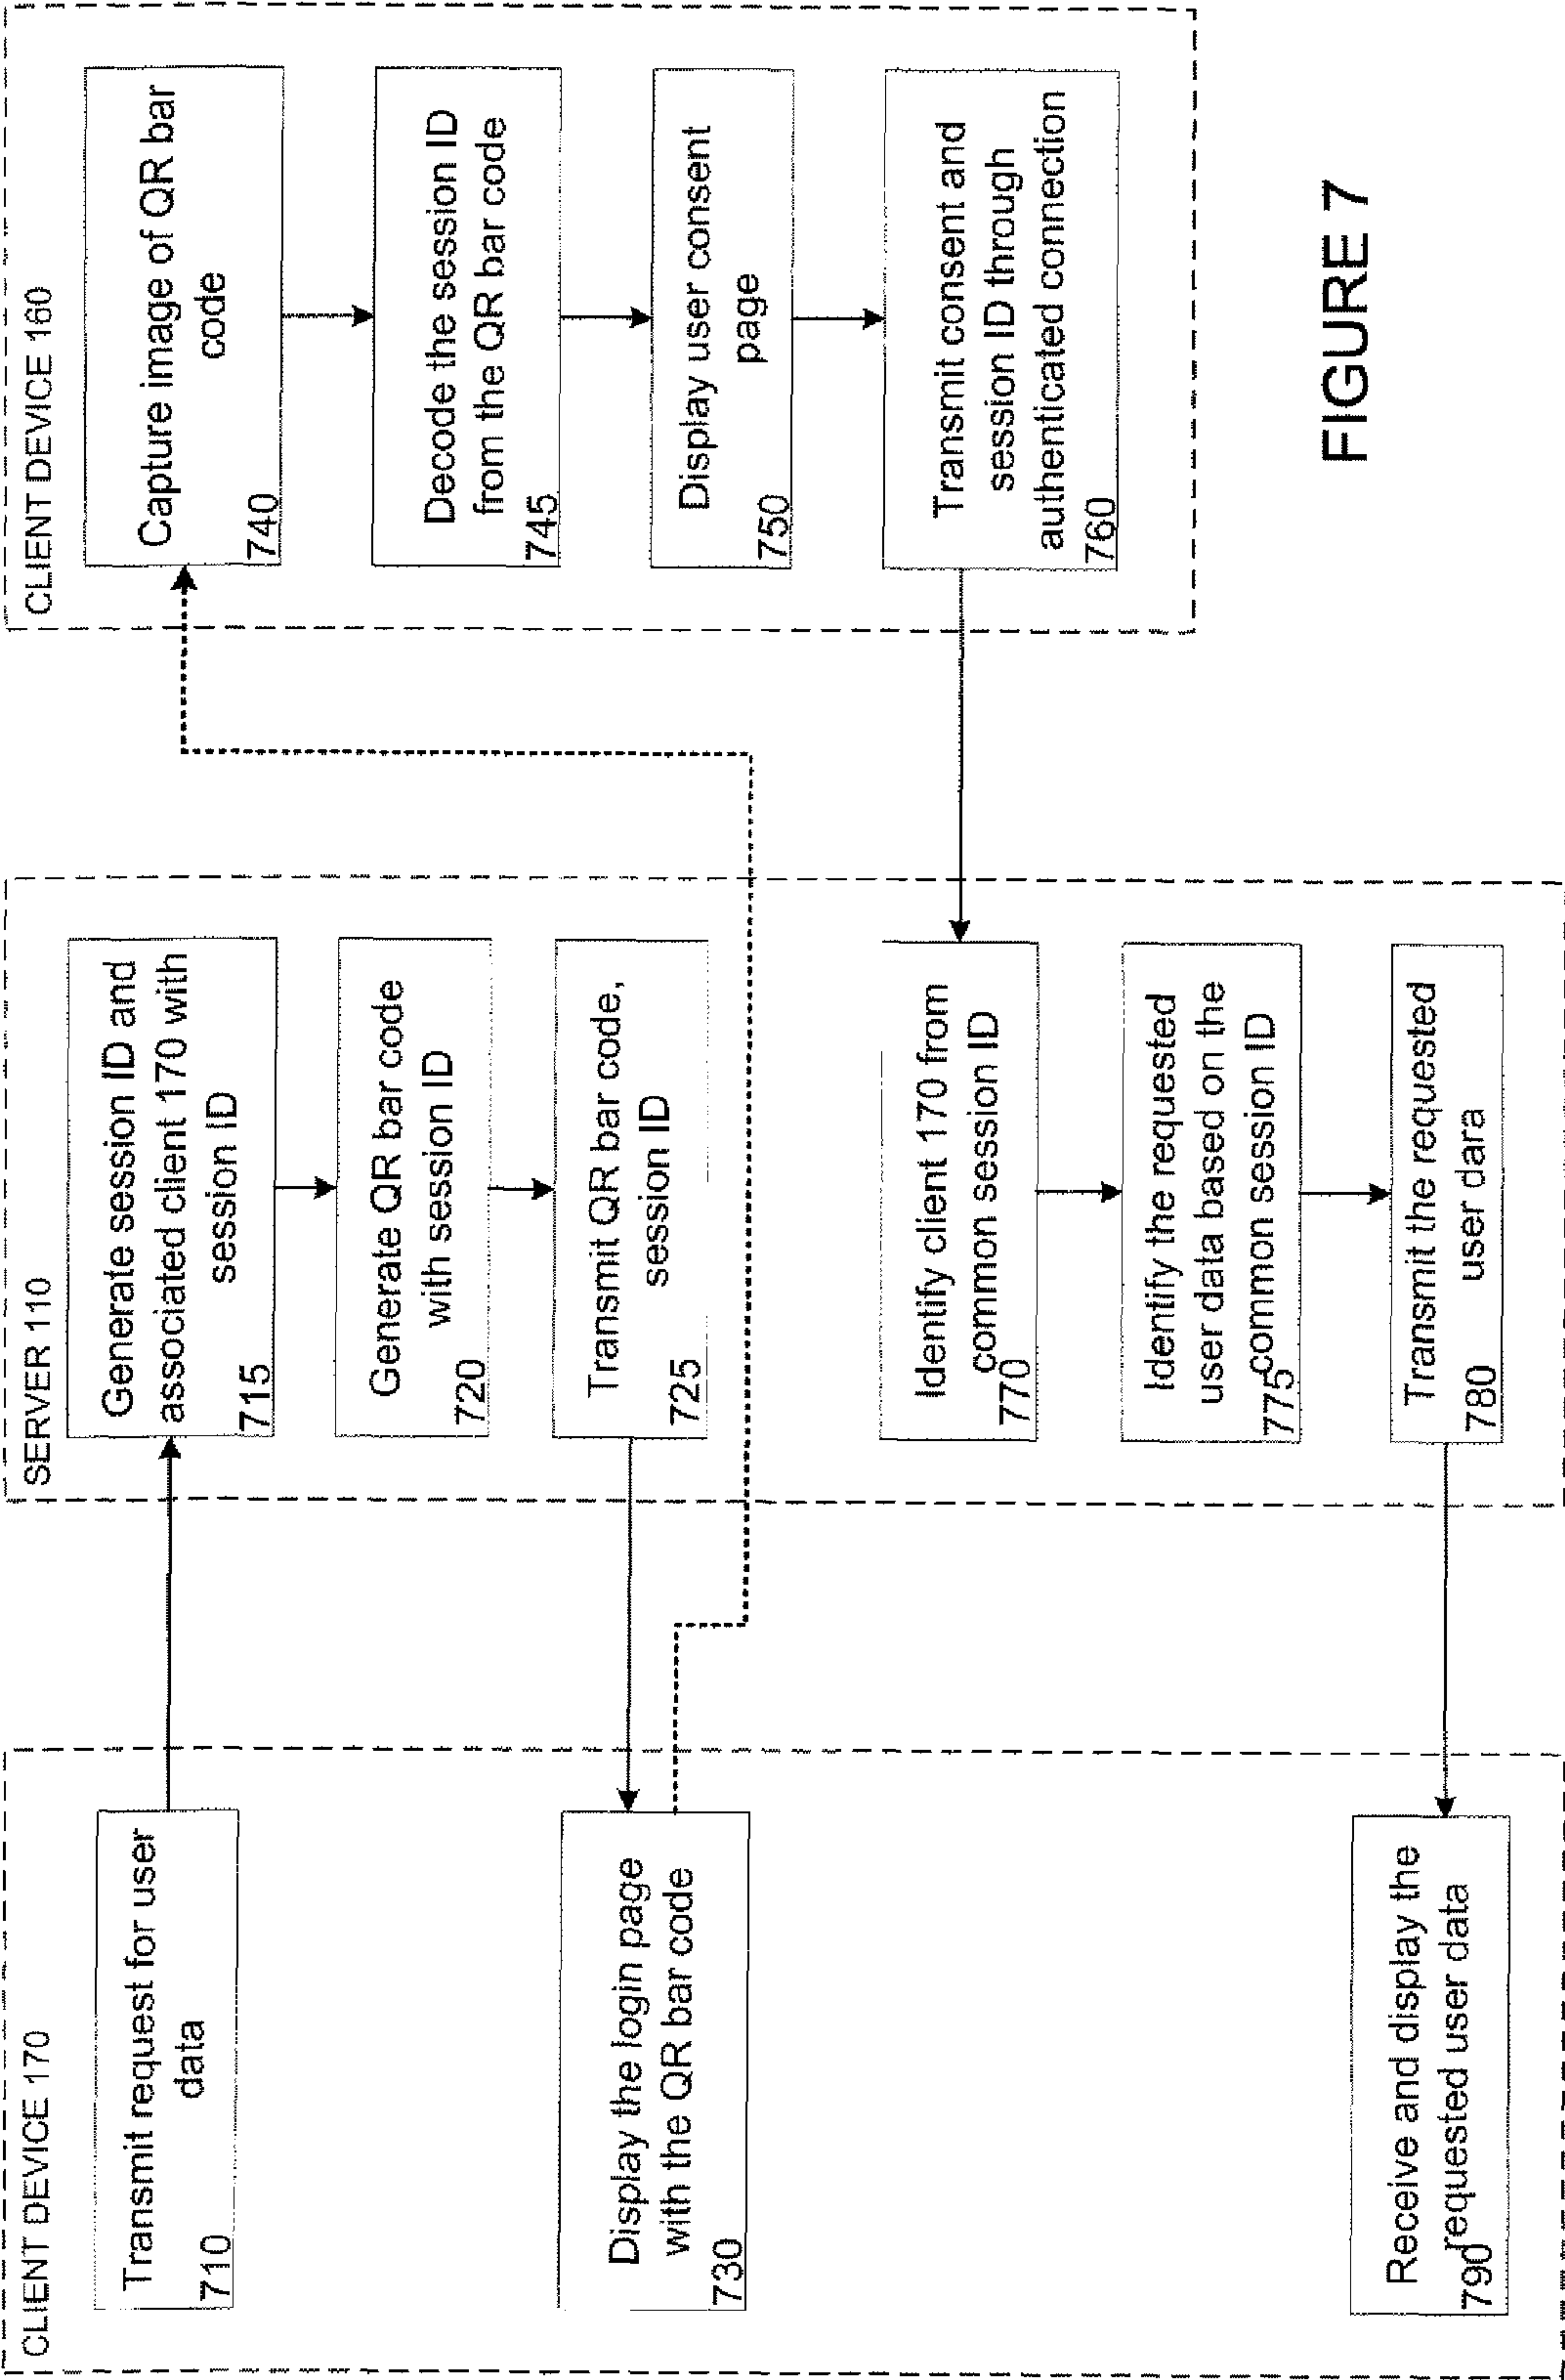 CLIENT DEVICE 170
Transmit request for user
data
710
Display the login page
with the QR bar code
730
Receive and display the
requested user data
790
SERVER 110
Generate session ID and
associated client 170 with
session ID
715
Generate QR bar code
with session ID
720
Transmit QR bar code,
session ID
725
Identify client 170 from
common session ID
770
Identify the requested
user data based on the
common session ID
775
Transmit the requested
user dara
780
CLIENT DEVICE 160
Capture image of QR bar
code
740
Decode the session ID
from the QR bar code
745
Display user consent
page
750
Transmit consent and
session ID through
authenticated connection
760
FIGURE 7